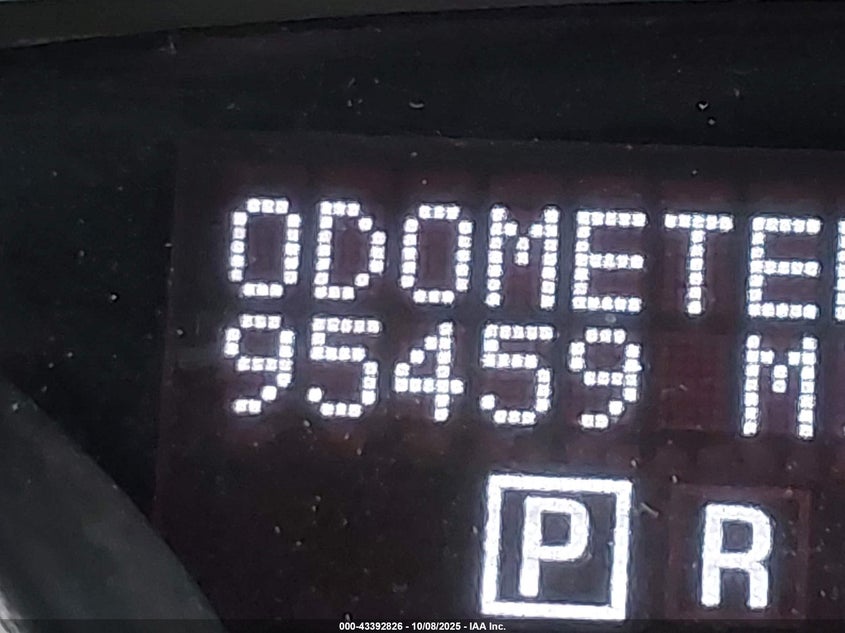 ODOMETE
95459 M
P R
000-43392826 - 10/08/2025 - IAA Inc.